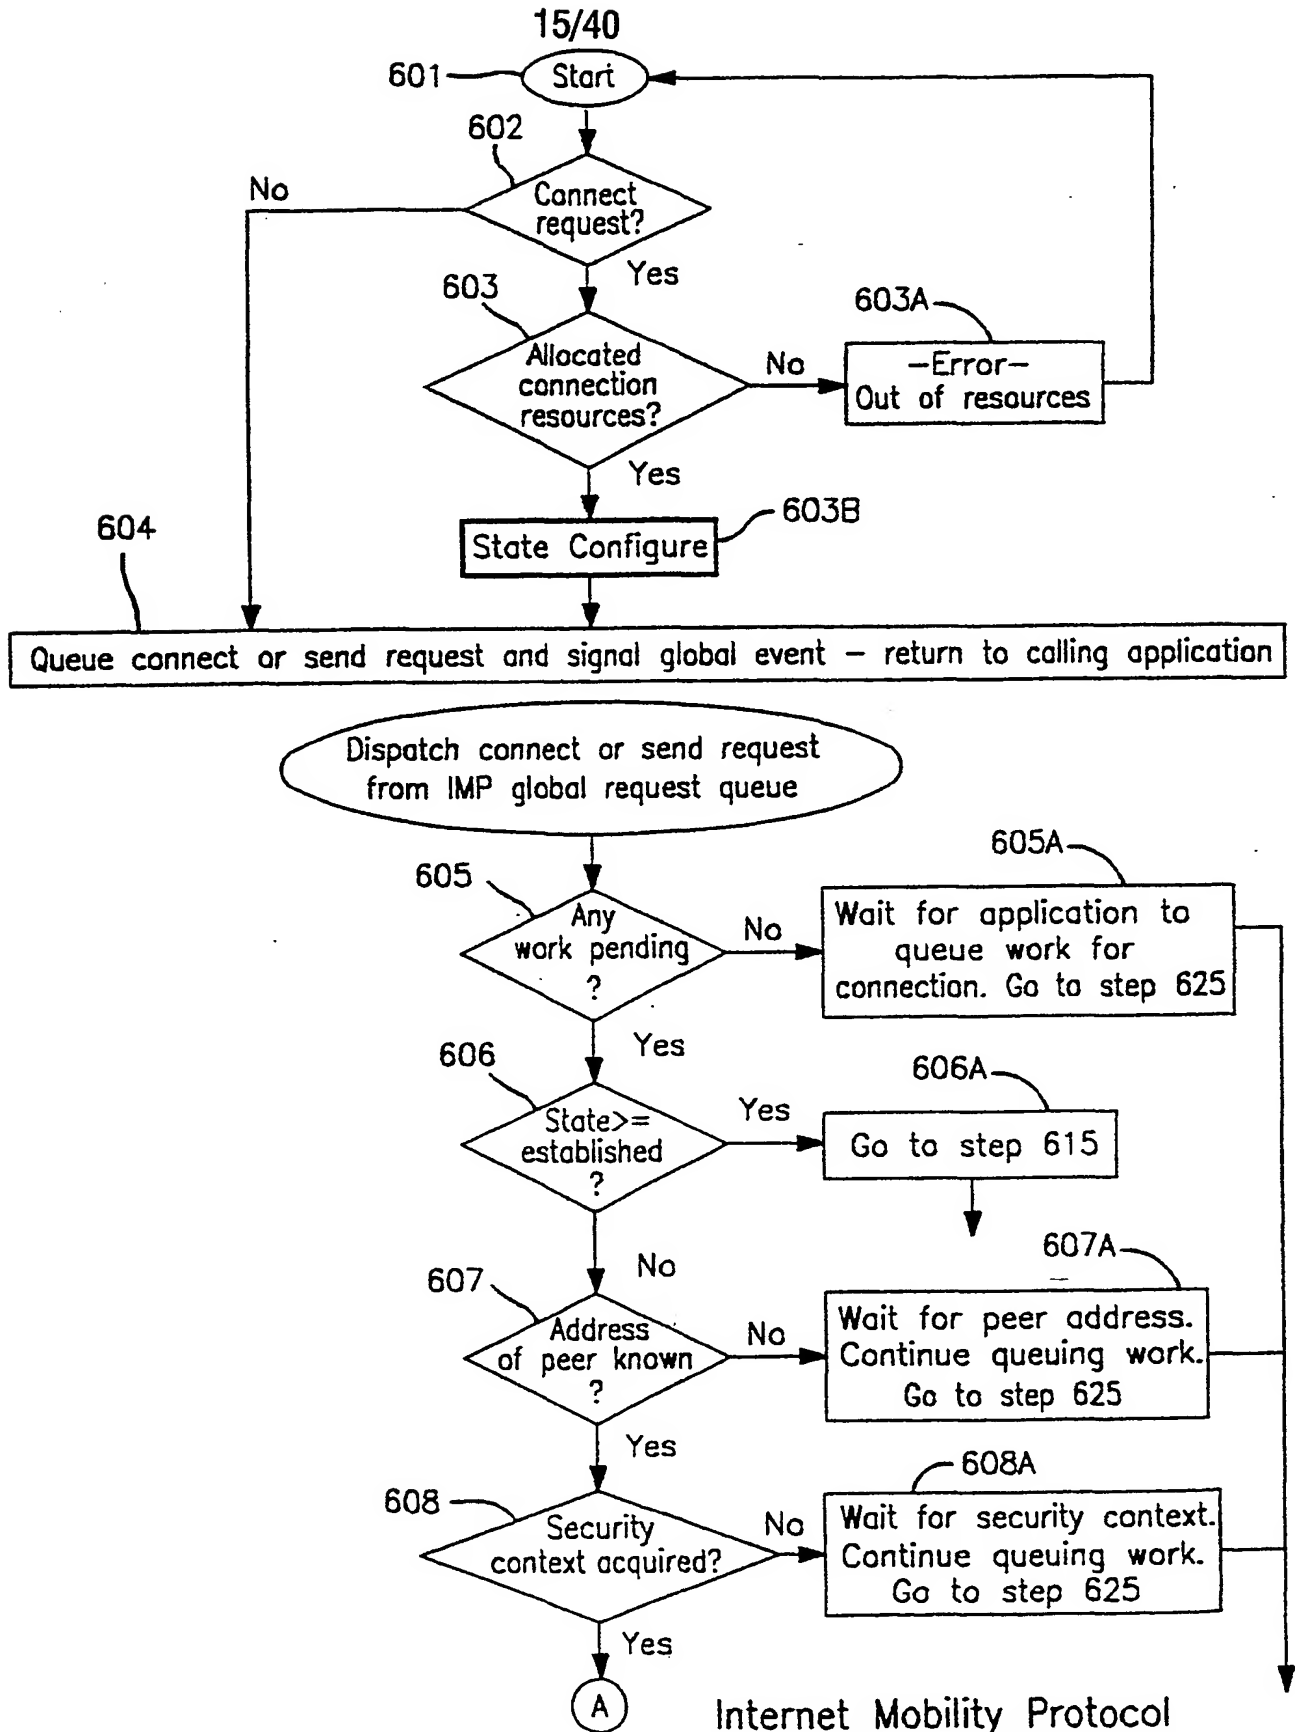 15/40
601
Start
602
No
Connect
request?
Yes
603
603A
Allocated
connection
resources?
No
-Error-
Out of resources
Yes
603B
604
State Configure
Queue connect or send request and signal global event - return to calling application
Dispatch connect or send request
from IMP global request queue
605A
605
Any
work pending
?
No
Wait for application to
queue work for
connection. Go to step 625
Yes
606
606A
State>=
established
?
Yes
Go to step 615
No
607A
607
Address
of peer known
?
No
Wait for peer address.
Continue queuing work.
Go to step 625
Yes
608A
608
Security
context acquired?
No
Wait for security context.
Continue queuing work.
Go to step 625
Yes
A
Internet Mobility Protocol